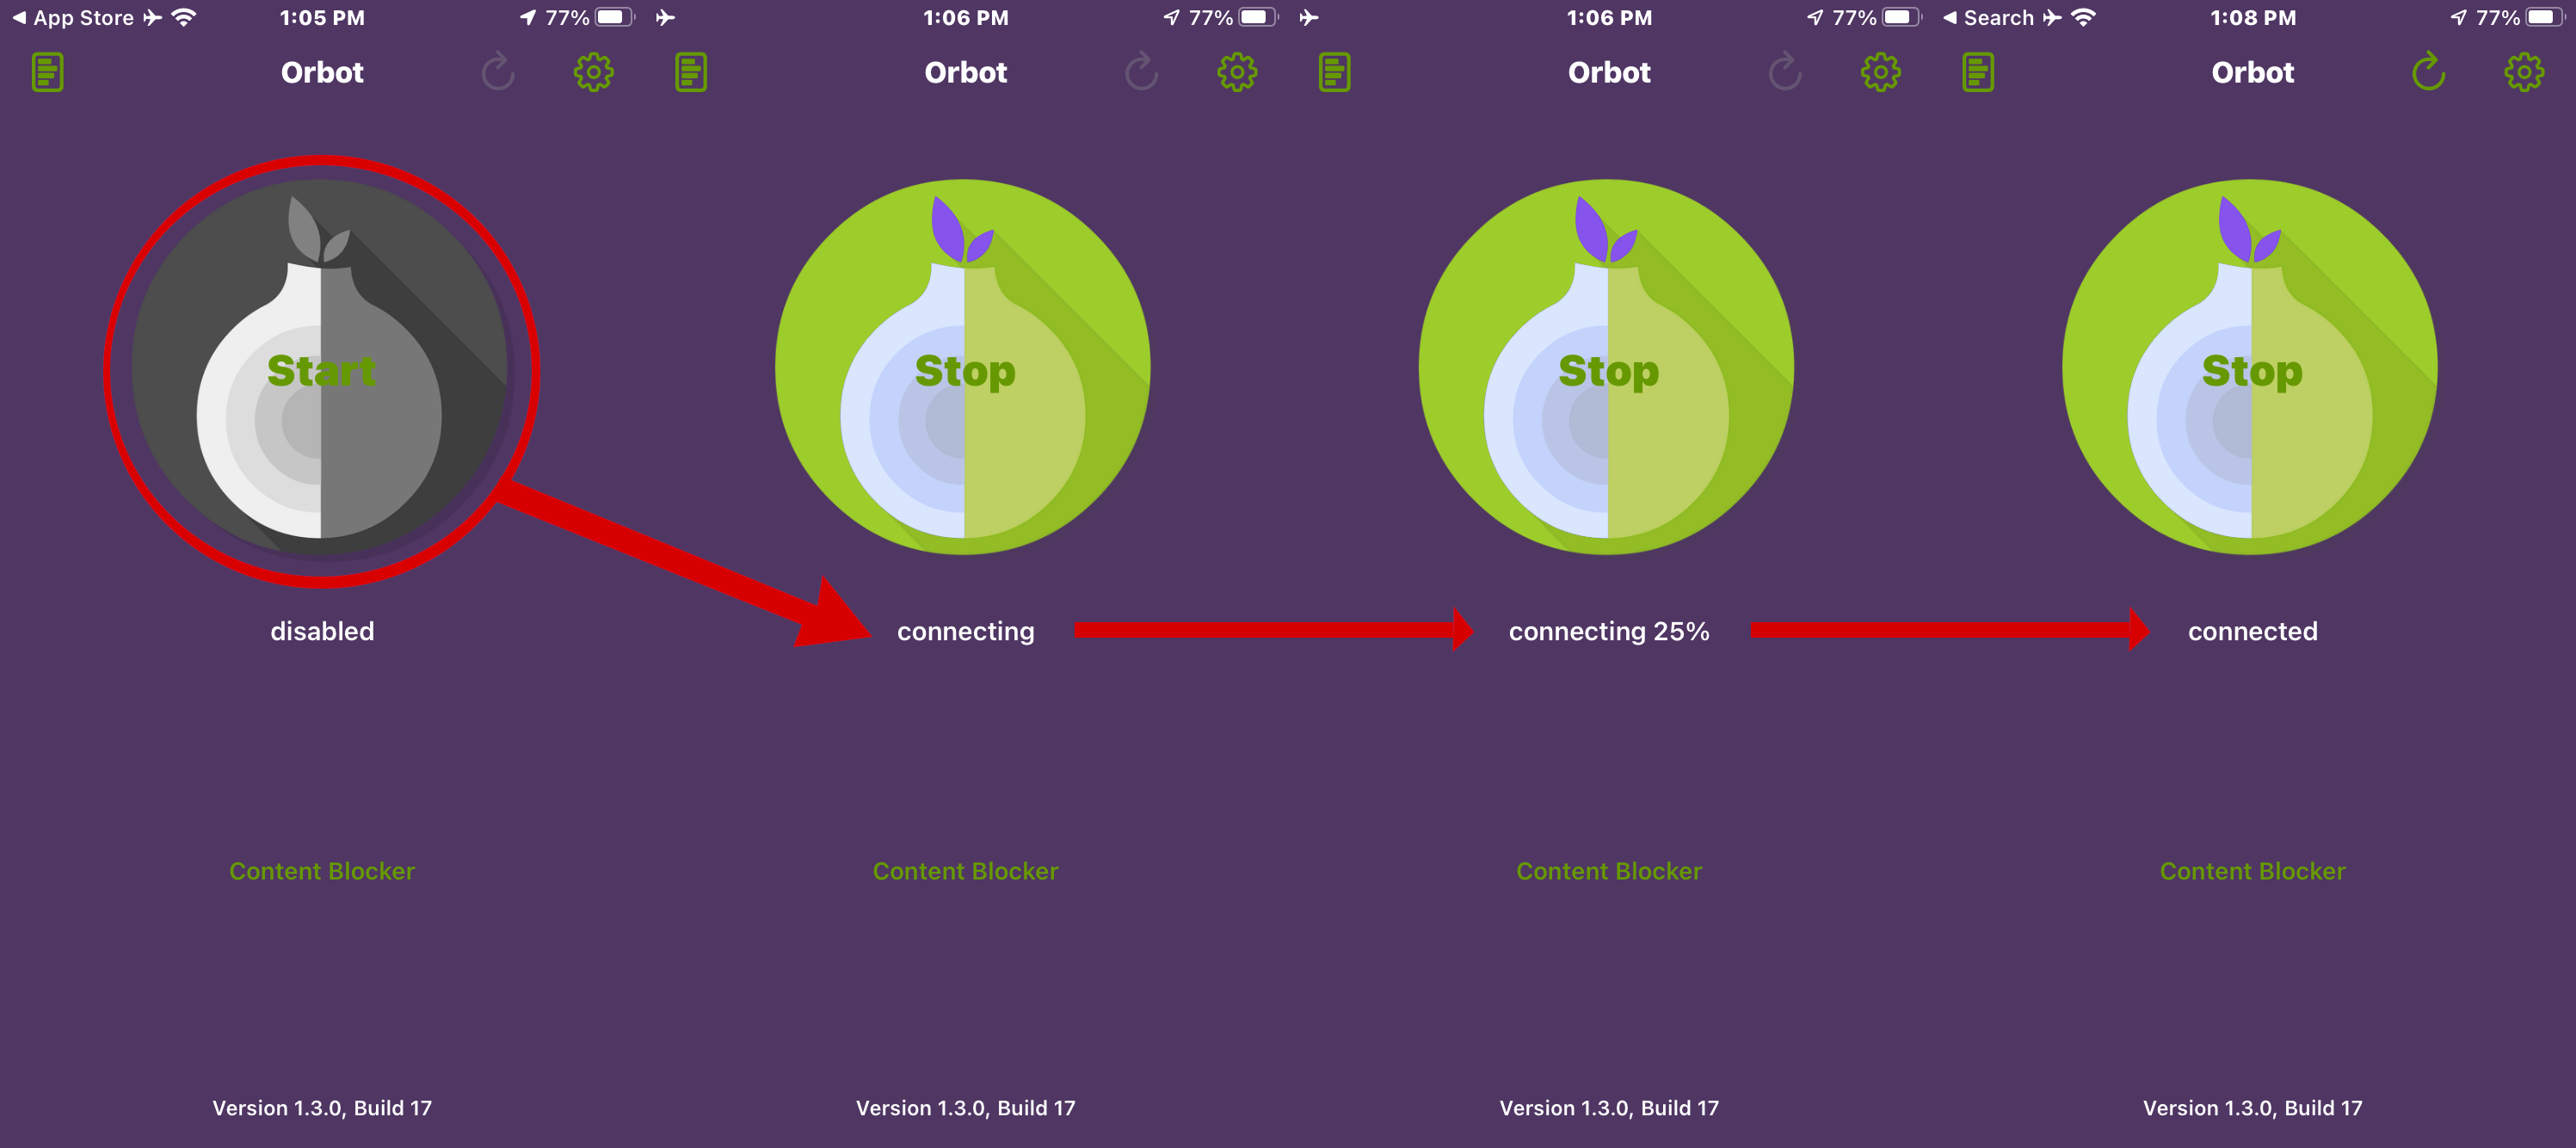 App Store 1:05 PM 77%
Orbot
Start
disabled
Content Blocker
Version 1.3.0, Build 17
1:06 PM 77%
Orbot
Stop
connecting
Content Blocker
Version 1.3.0, Build 17
1:06 PM 77%
Orbot
Stop
connecting 25%
Content Blocker
Version 1.3.0, Build 17
Search 1:08 PM 77%
Orbot
Stop
connected
Content Blocker
Version 1.3.0, Build 17